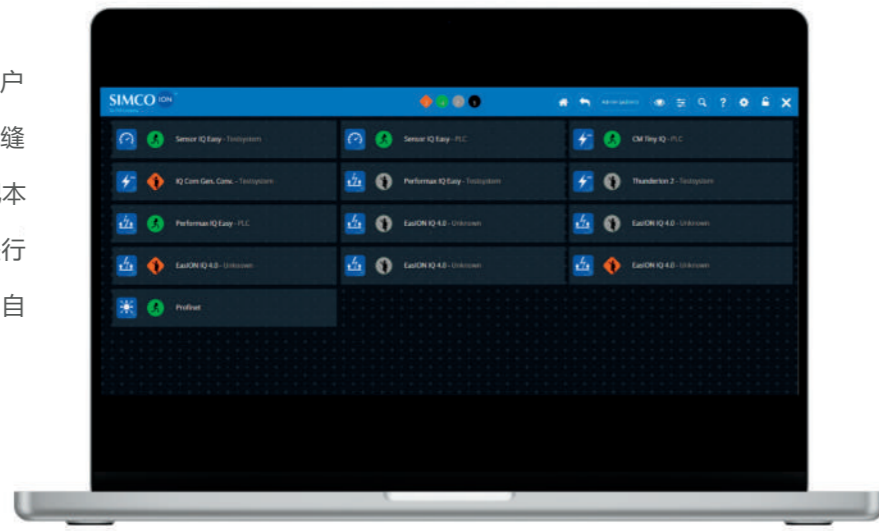 户
缝
本
行
自
SIMCO ION
Sensor IQ Easy - Testsystem
Sensor IQ Easy - PLC
CM Tiny IQ - PLC
IQ Com Gen. Conv. - Testsystem
Performax IQ Easy - Testsystem
Thunderion 2 - Testsystem
Performax IQ Easy - PLC
EasION IQ 4.0 - Unknown
EasION IQ 4.0 - Unknown
EasION IQ 4.0 - Unknown
EasION IQ 4.0 - Unknown
EasION IQ 4.0 - Unknown
Profinet